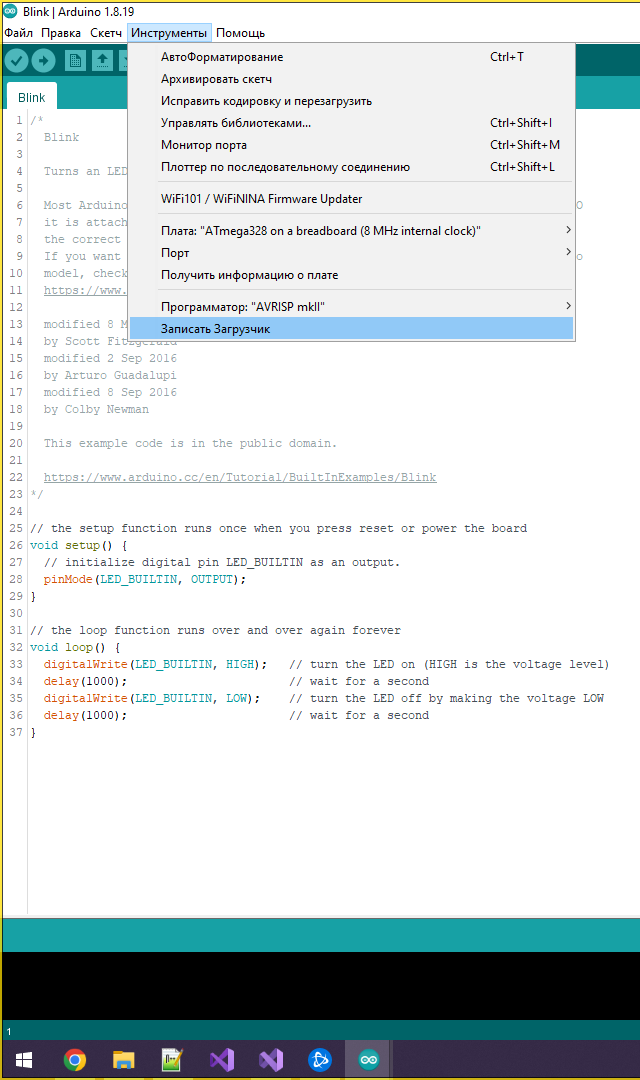 Blink | Arduino 1.8.19
Файл Правка Скетч Инструменты Помощь
АвтоФорматирование Ctrl+T
Архивировать скетч
Исправить кодировку и перезагрузить
Управлять библиотеками... Ctrl+Shift+I
Монитор порта Ctrl+Shift+M
Плоттер по последовательному соединению Ctrl+Shift+L
WiFi101 / WiFiNINA Firmware Updater
Плата: "ATmega328 on a breadboard (8 MHz internal clock)"
Порт
Получить информацию о плате
Программатор: "AVRISP mkII"
Записать Загрузчик
Blink
1 /*
2 Blink
3
4 Turns an LED
5
6 Most Arduino O
7 it is attach
8 the correct
9 If you want o
10 model, check
11 https://www.
12
13 modified 8 M
14 by Scott Fitzgerald
15 modified 2 Sep 2016
16 by Arturo Guadalupi
17 modified 8 Sep 2016
18 by Colby Newman
19
20 This example code is in the public domain.
21
22 https://www.arduino.cc/en/Tutorial/BuiltInExamples/Blink
23 */
24
25 // the setup function runs once when you press reset or power the board
26 void setup() {
27 // initialize digital pin LED_BUILTIN as an output.
28 pinMode(LED_BUILTIN, OUTPUT);
29 }
30
31 // the loop function runs over and over again forever
32 void loop() {
33 digitalWrite(LED_BUILTIN, HIGH); // turn the LED on (HIGH is the voltage level)
34 delay(1000); // wait for a second
35 digitalWrite(LED_BUILTIN, LOW); // turn the LED off by making the voltage LOW
36 delay(1000); // wait for a second
37 }
1